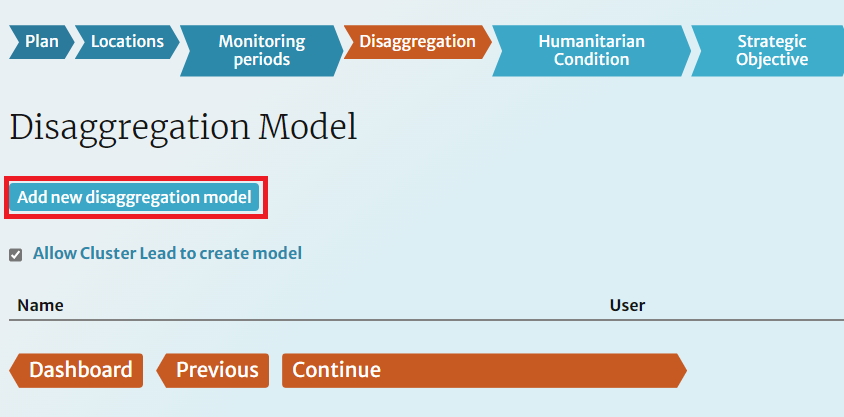 Plan
Locations
Monitoring
periods
Disaggregation
Humanitarian
Condition
Strategic
Objective
Disaggregation Model
Add new disaggregation model
Allow Cluster Lead to create model
Name User
Dashboard Previous Continue